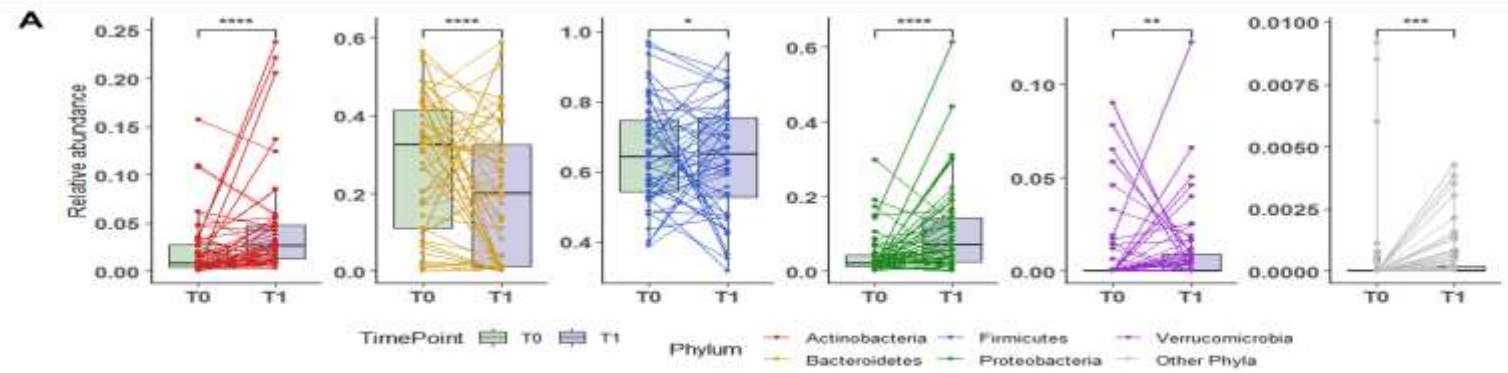 A
**** **** * **** ** ***
Relative abundance
0.25 0.20 0.15 0.10 0.05 0.00
0.6 0.4 0.2 0.0
1.0 0.8 0.6 0.4
0.6 0.4 0.2 0.0
0.10 0.05 0.00
0.0100 0.0075 0.0050 0.0025 0.0000
T0 T1 T0 T1 T0 T1 T0 T1 T0 T1 T0 T1
TimePoint T0 T1
Phylum Actinobacteria Firmicutes Verrucomicrobia
Bacteroidetes Proteobacteria Other Phyla